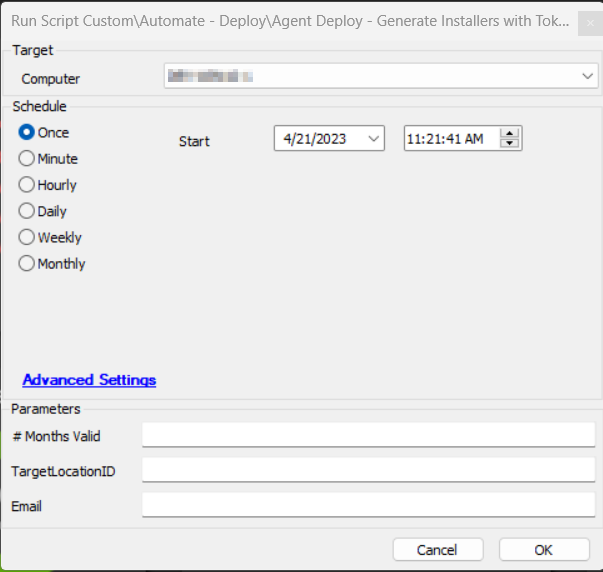 Run Script Custom\Automate - Deploy\Agent Deploy - Generate Installers with Tok...
Target
Computer
Schedule
Once
Start
4/21/2023
11:21:41 AM
Minute
Hourly
Daily
Weekly
Monthly
Advanced Settings
Parameters
# Months Valid
TargetLocationID
Email
Cancel
OK